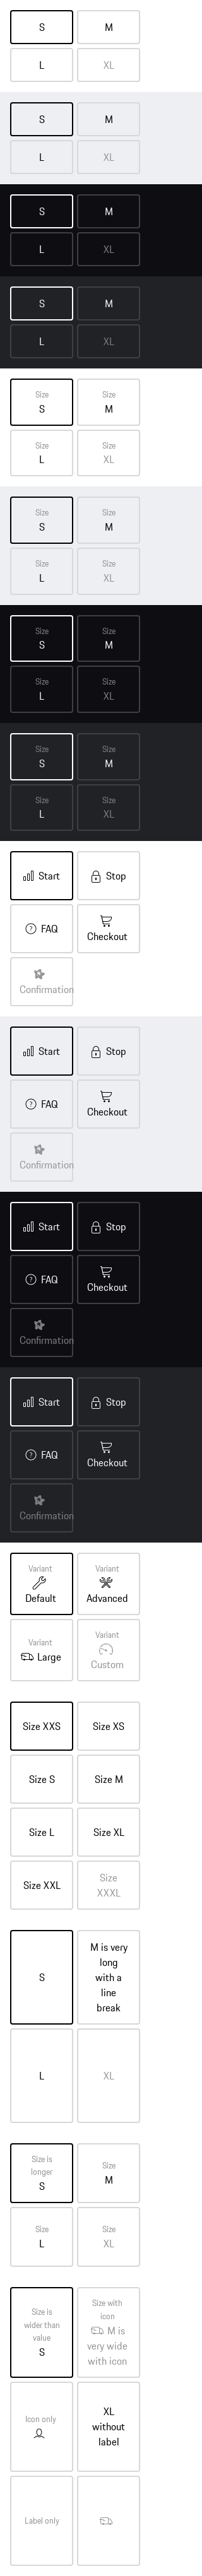 S M
L XL
S M
L XL
S M
L XL
S M
L XL
Size Size
S M
Size Size
L XL
Size Size
S M
Size Size
L XL
Size Size
S M
Size Size
L XL
Size Size
S M
Size Size
L XL
Start Stop
FAQ
Checkout
Confirmation
Start Stop
FAQ
Checkout
Confirmation
Start Stop
FAQ
Checkout
Confirmation
Start Stop
FAQ
Checkout
Confirmation
Variant Variant
Default Advanced
Variant
Large
Variant
Custom
Size XXS Size XS
Size S Size M
Size L Size XL
Size XXL
Size
XXXL
S
M is very
long
with a
line
break
L XL
Size is
longer
S
Size
M
Size Size
L XL
Size is
wider than
value
S
Size with
icon
M is
very wide
with icon
Icon only
XL
without
label
Label only